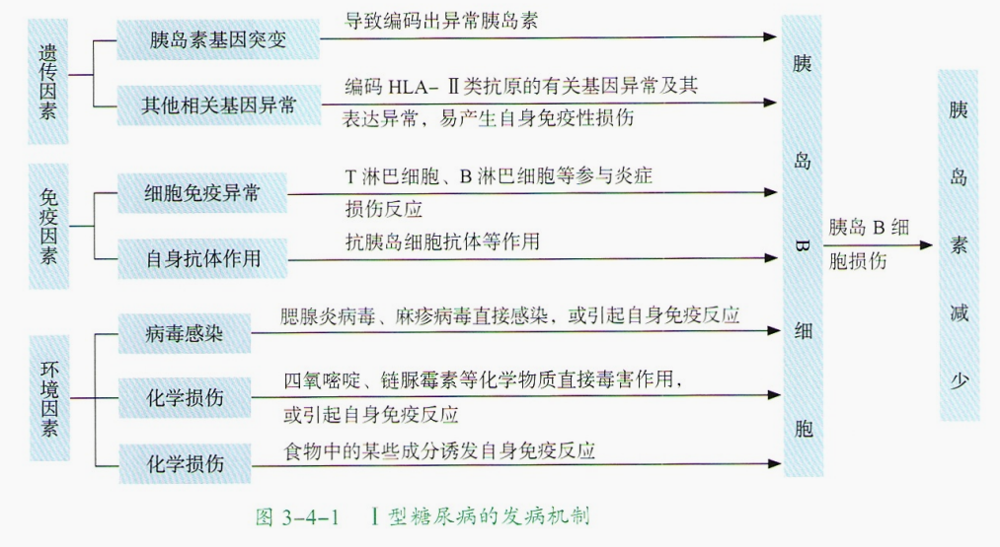 遗传因素
胰岛素基因突变
导致编码出异常胰岛素
其他相关基因异常
编码 HLA- Ⅱ类抗原的有关基因异常及其
表达异常，易产生自身免疫性损伤
免疫因素
细胞免疫异常
T 淋巴细胞、B 淋巴细胞等参与炎症
损伤反应
自身抗体作用
抗胰岛细胞抗体等作用
环境因素
病毒感染
腮腺炎病毒、麻疹病毒直接感染，或引起自身免疫反应
化学损伤
四氧嘧啶、链脲霉素等化学物质直接毒害作用，
或引起自身免疫反应
化学损伤
食物中的某些成分诱发自身免疫反应
胰岛B细胞
胰岛 B 细
胞损伤
胰岛素减少
图 3-4-1 Ⅰ型糖尿病的发病机制